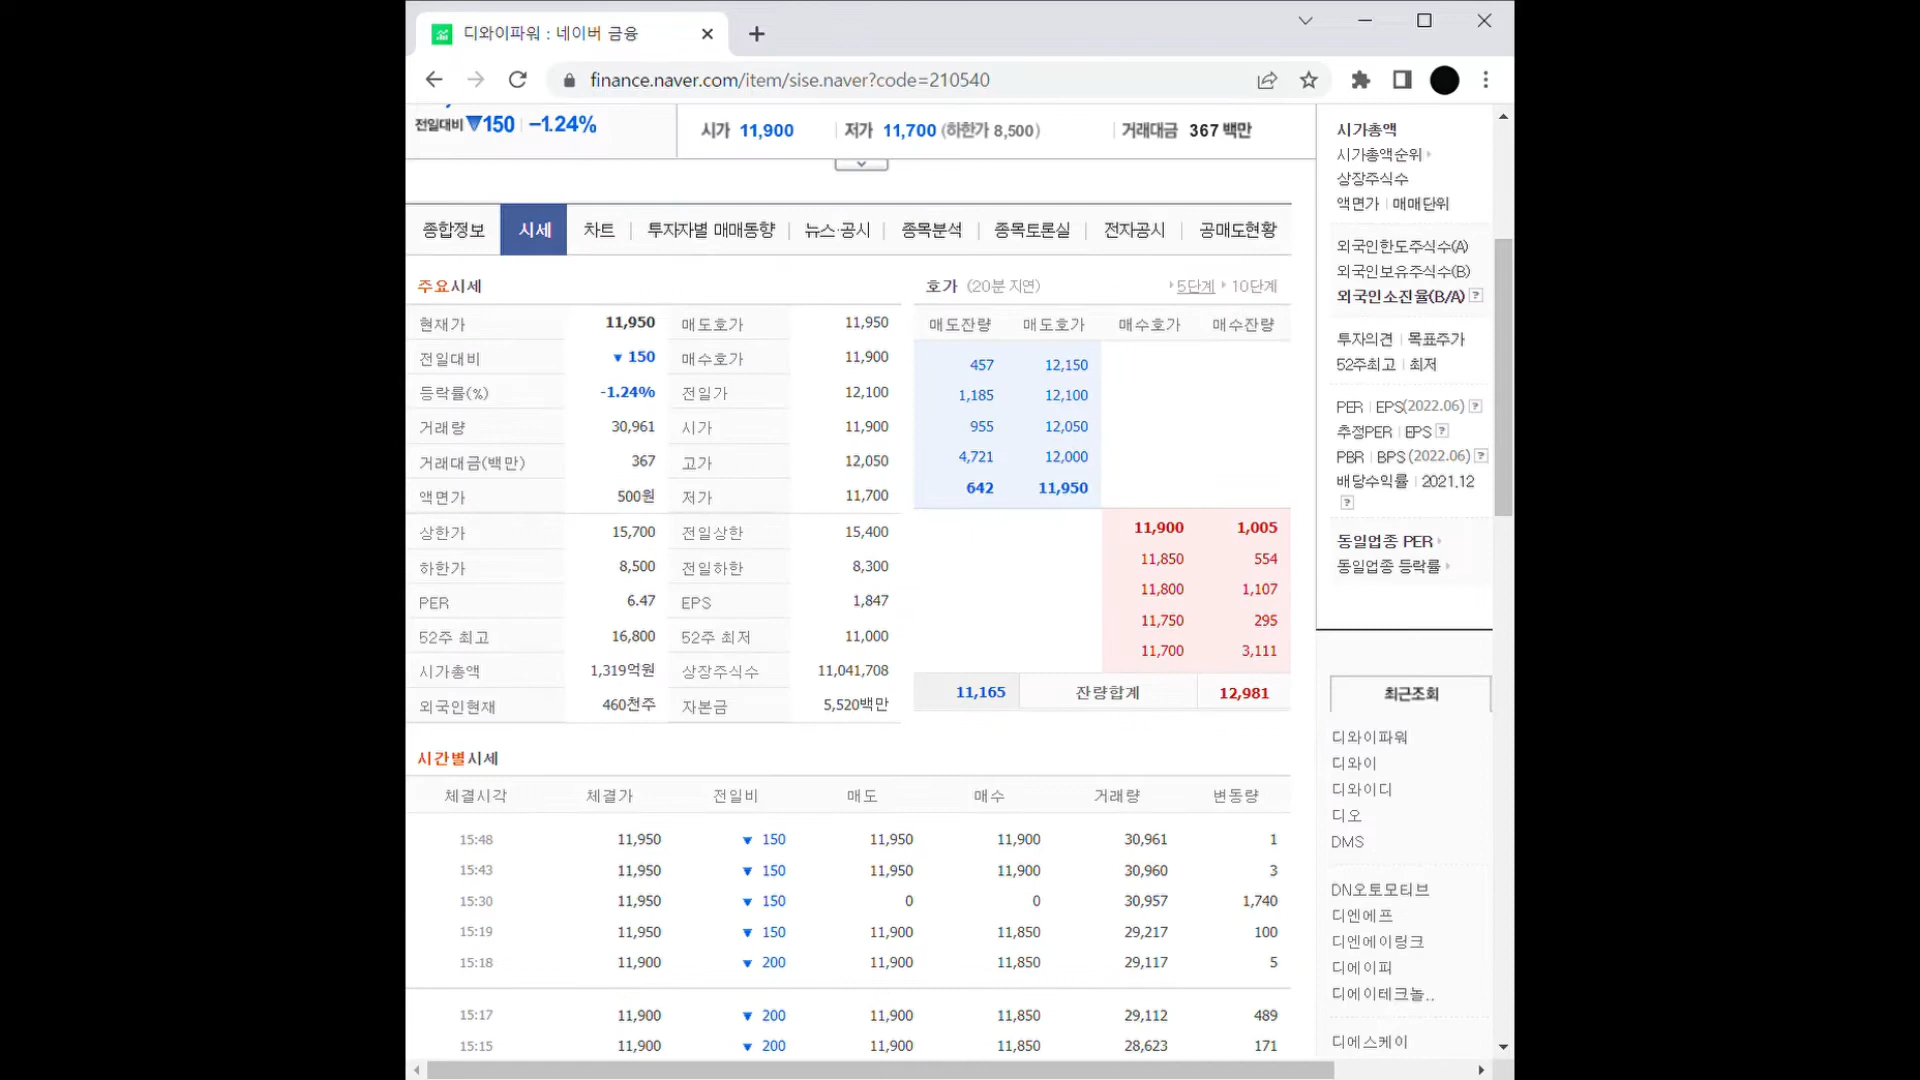 디와이파워 : 네이버 금융
finance.naver.com/item/sise.naver?code=210540
전일대비 ▼150 | -1.24%
시가 11,900 | 저가 11,700 (하한가 8,500) | 거래대금 367 백만
종합정보 시세 차트 | 투자자별 매매동향 | 뉴스·공시 | 종목분석 | 종목토론실 | 전자공시 | 공매도현황
주요시세
현재가 11,950 매도호가 11,950
전일대비 ▼ 150 매수호가 11,900
등락률(%) -1.24% 전일가 12,100
거래량 30,961 시가 11,900
거래대금(백만) 367 고가 12,050
액면가 500원 저가 11,700
상한가 15,700 전일상한 15,400
하한가 8,500 전일하한 8,300
PER 6.47 EPS 1,847
52주 최고 16,800 52주 최저 11,000
시가총액 1,319억원 상장주식수 11,041,708
외국인현재 460천주 자본금 5,520백만
호가 (20분 지연) 5단계 10단계
매도잔량 매도호가 매수호가 매수잔량
457 12,150
1,185 12,100
955 12,050
4,721 12,000
642 11,950
11,900 1,005
11,850 554
11,800 1,107
11,750 295
11,700 3,111
11,165 잔량합계 12,981
시간별시세
체결시각 체결가 전일비 매도 매수 거래량 변동량
15:48 11,950 ▼ 150 11,950 11,900 30,961 1
15:43 11,950 ▼ 150 11,950 11,900 30,960 3
15:30 11,950 ▼ 150 0 0 30,957 1,740
15:19 11,950 ▼ 150 11,900 11,850 29,217 100
15:18 11,900 ▼ 200 11,900 11,850 29,117 5
15:17 11,900 ▼ 200 11,900 11,850 29,112 489
15:15 11,900 ▼ 200 11,900 11,850 28,623 171
시가총액
시가총액순위
상장주식수
액면가 | 매매단위
외국인한도주식수(A)
외국인보유주식수(B)
외국인소진율(B/A) ?
투자의견 | 목표주가
52주최고 | 최저
PER | EPS(2022.06) ?
추정PER | EPS ?
PBR | BPS (2022.06) ?
배당수익률 | 2021.12
?
동일업종 PER
동일업종 등락률
최근조회
디와이파워
디와이
디와이디
디오
DMS
DN오토모티브
디엔에프
디엔에이링크
디에이피
디에이테크놀..
디에스케이